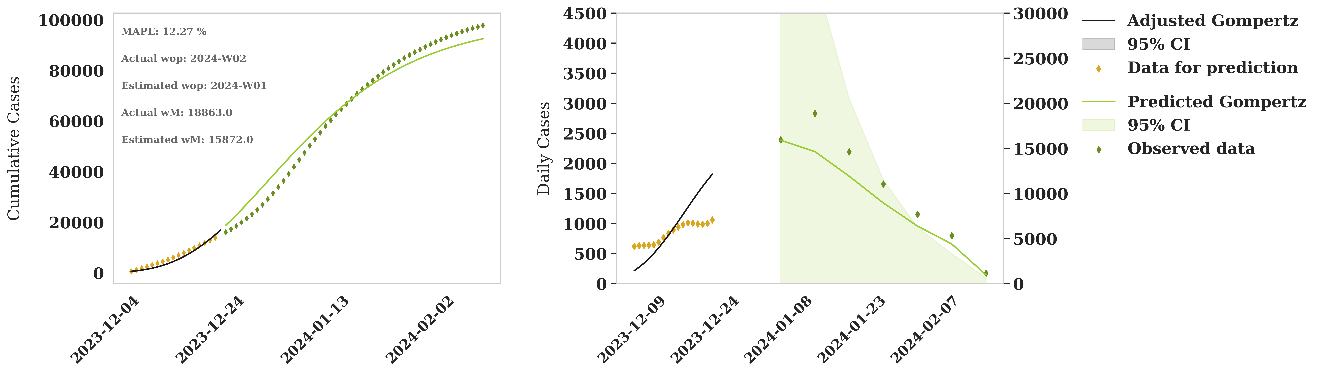 Cumulative Cases
100000
80000
60000
40000
20000
0
MAPE: 12.27 %
Actual wop: 2024-W02
Estimated wop: 2024-W01
Actual wM: 18863.0
Estimated wM: 15872.0
2023-12-04
2023-12-24
2024-01-13
2024-02-02
Daily Cases
4500
4000
3500
3000
2500
2000
1500
1000
500
0
30000
25000
20000
15000
10000
5000
0
2023-12-09
2023-12-24
2024-01-08
2024-01-23
2024-02-07
Adjusted Gompertz
95% CI
Data for prediction
Predicted Gompertz
95% CI
Observed data